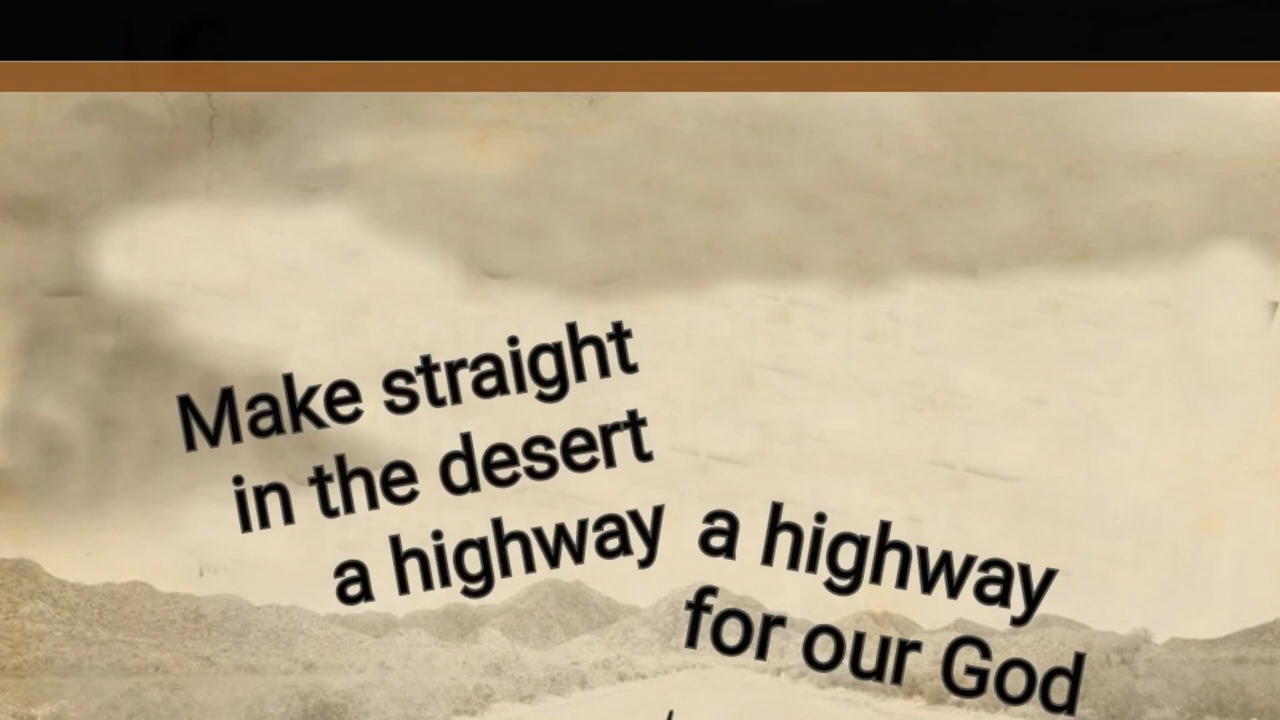 Make straight
in the desert
a highway
a highway
for our God